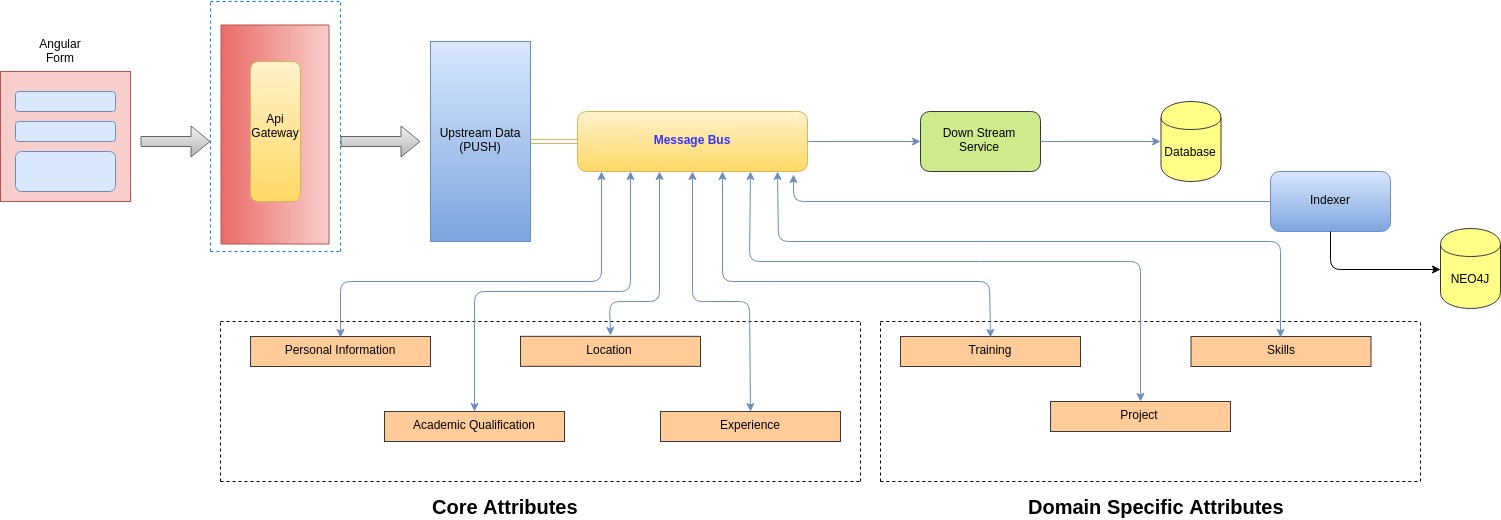 Angular
Form
Api
Gateway
Upstream Data
(PUSH)
Message Bus
Down Stream
Service
Database
Indexer
NEO4J
Personal Information
Location
Training
Skills
Academic Qualification
Experience
Project
Core Attributes
Domain Specific Attributes